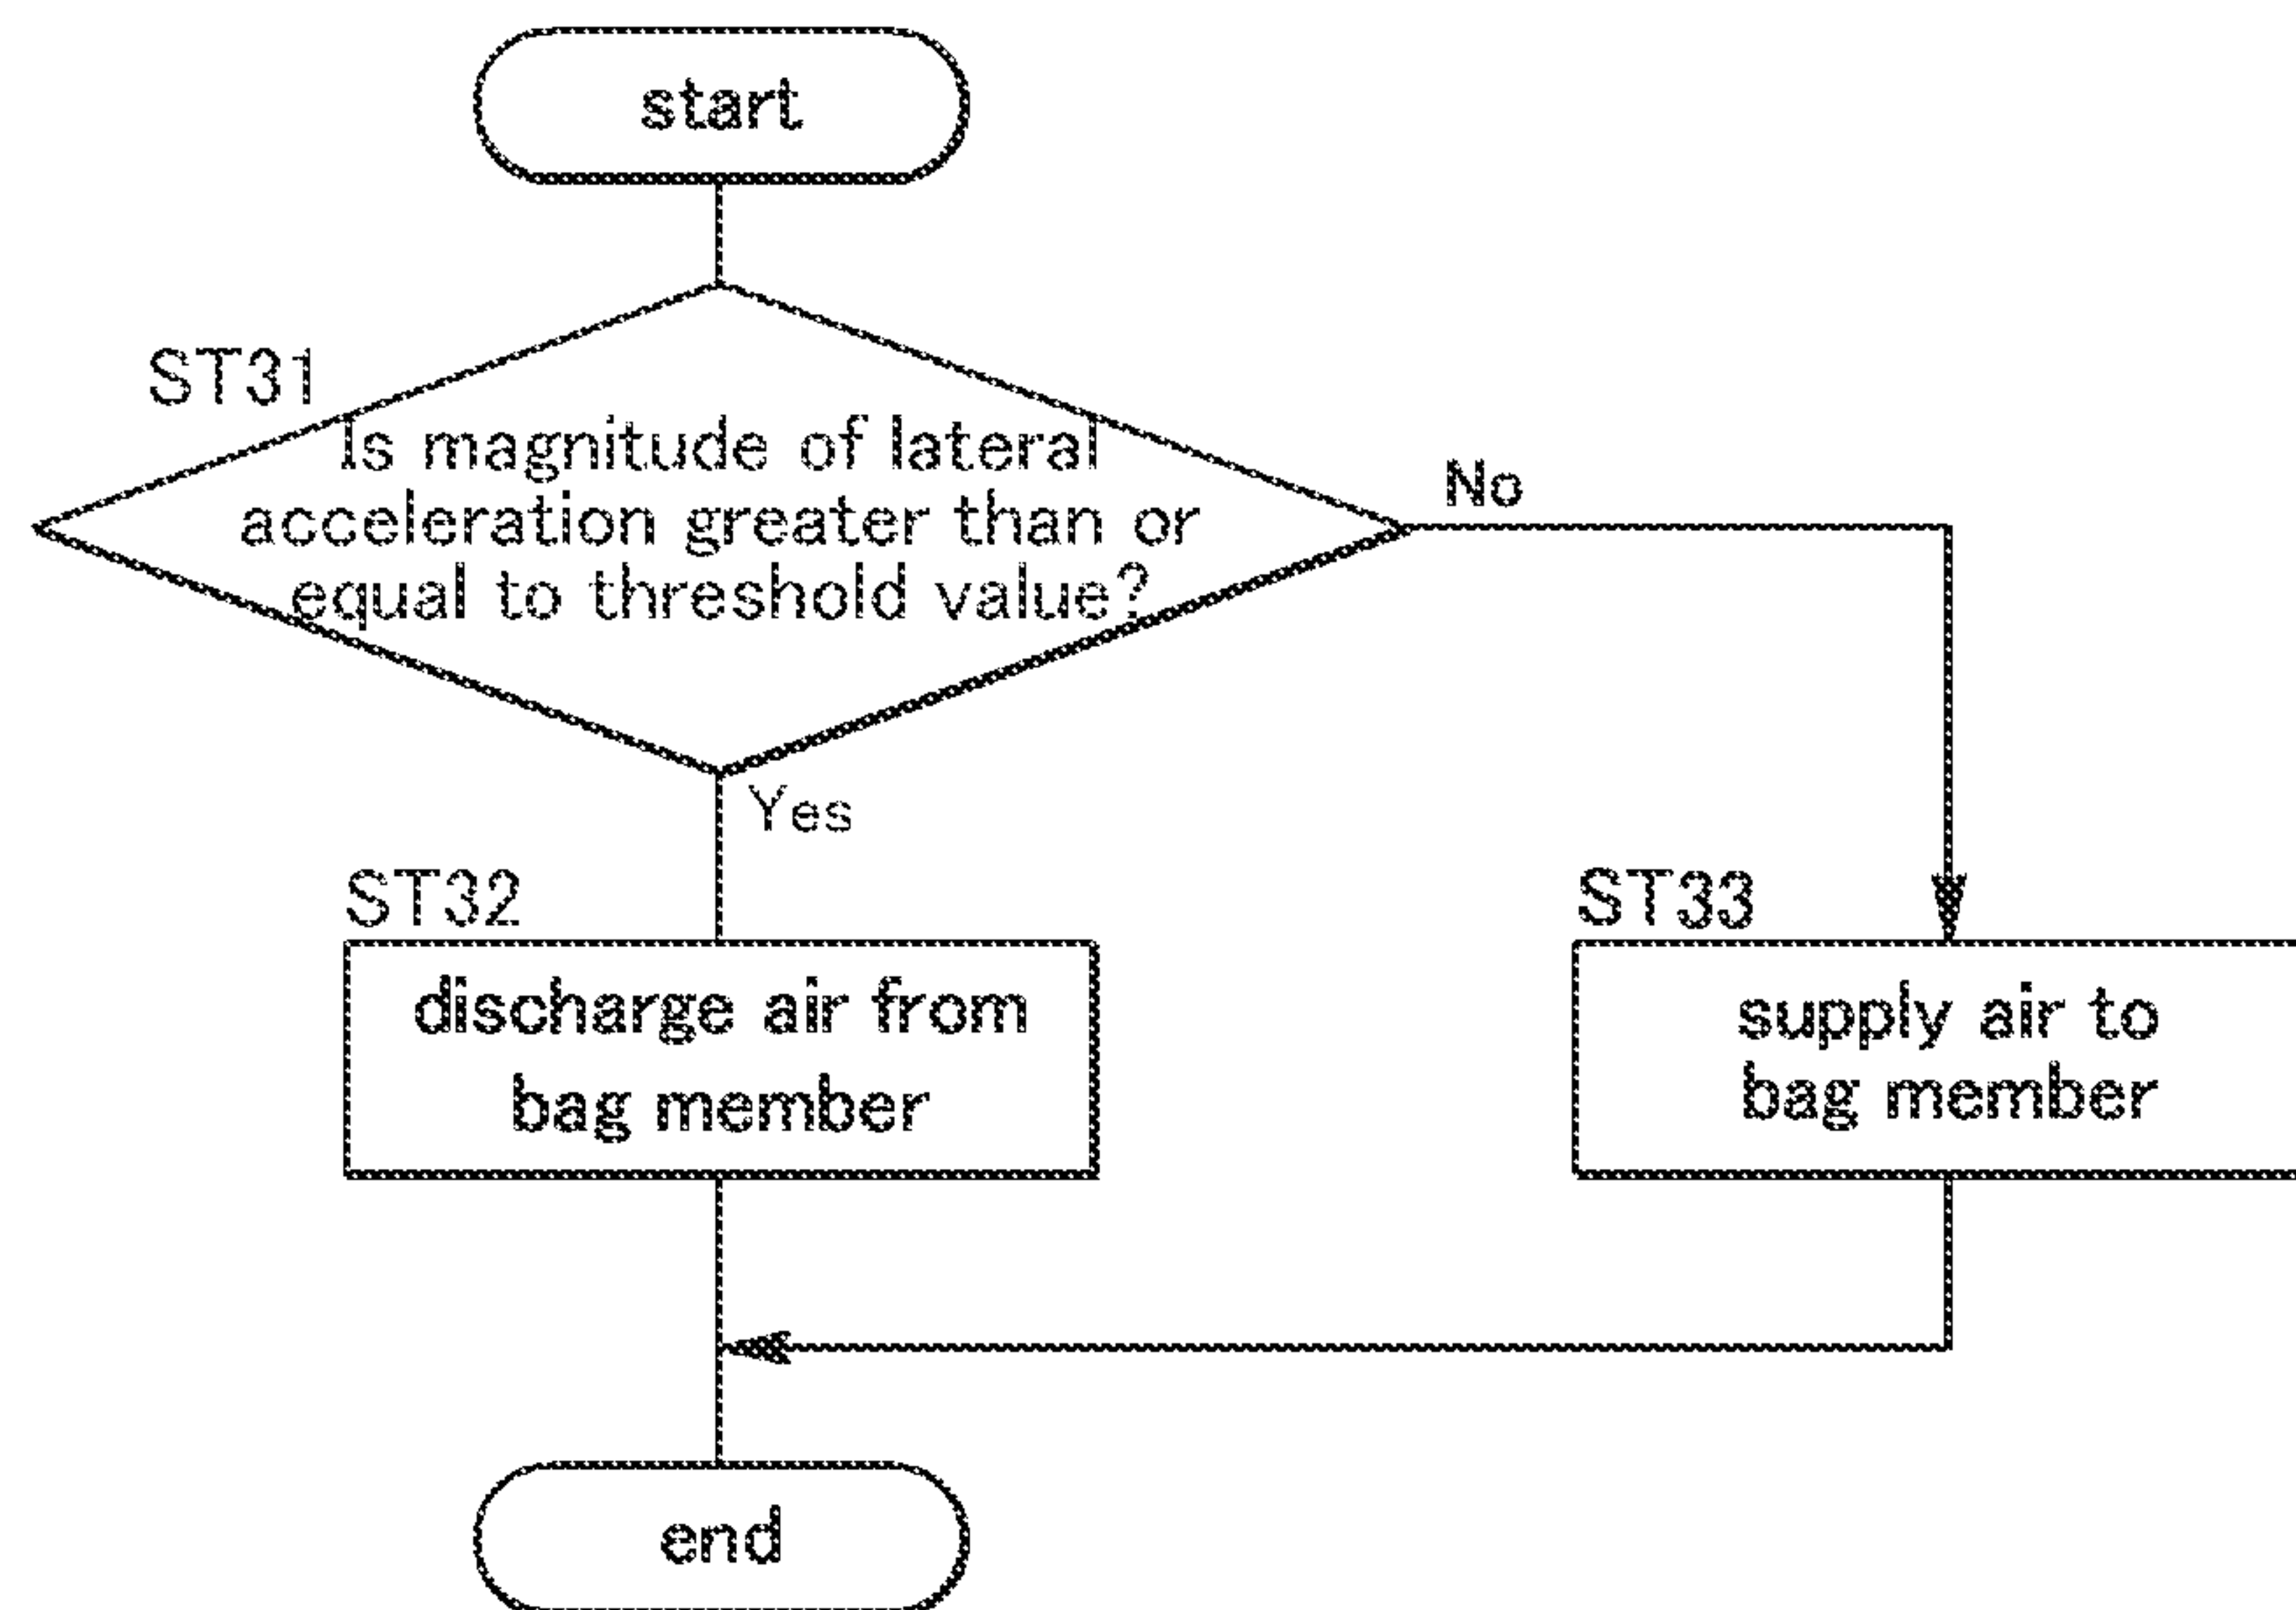 start
ST31
Is magnitude of lateral
acceleration greater than or
equal to threshold value?
No
Yes
ST32
discharge air from
bag member
ST33
supply air to
bag member
end